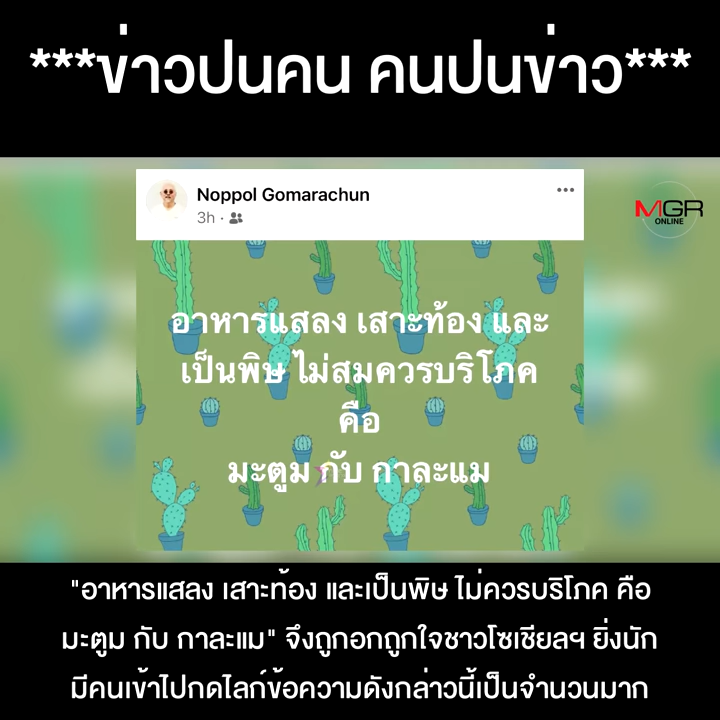 ***ข่าวปนคน คนปนข่าว***
Noppol Gomarachun
3h ·
MGR
ONLINE
อาหารแสลง เสาะท้อง และ
เป็นพิษ ไม่สมควรบริโภค
คือ
มะตูม กับ กาละแม
"อาหารแสลง เสาะท้อง และเป็นพิษ ไม่ควรบริโภค คือ
มะตูม กับ กาละแม" จึงถูกอกถูกใจชาวโซเชียลฯ ยิ่งนัก
มีคนเข้าไปกดไลก์ข้อความดังกล่าวนี้เป็นจำนวนมาก